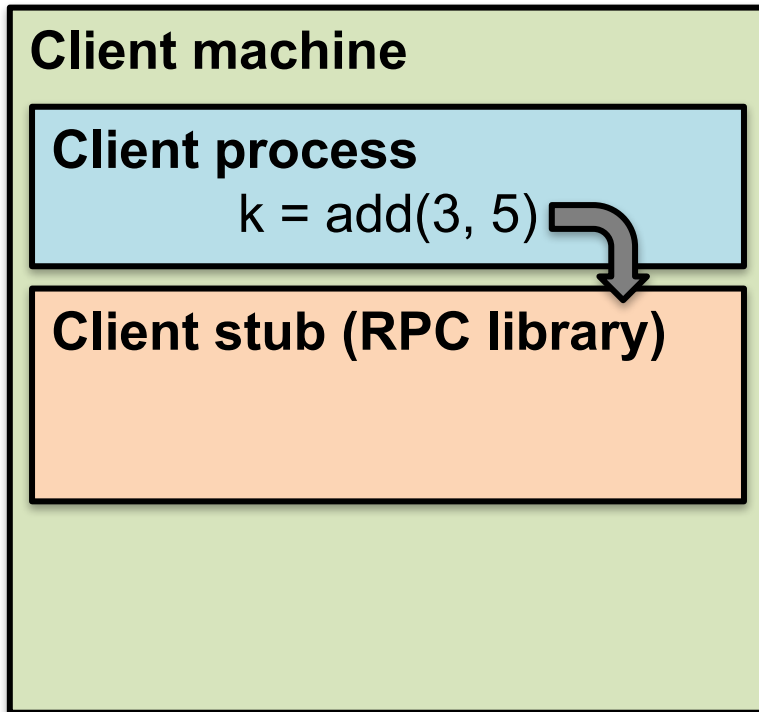 Client machine
Client process
k = add(3, 5)
Client stub (RPC library)